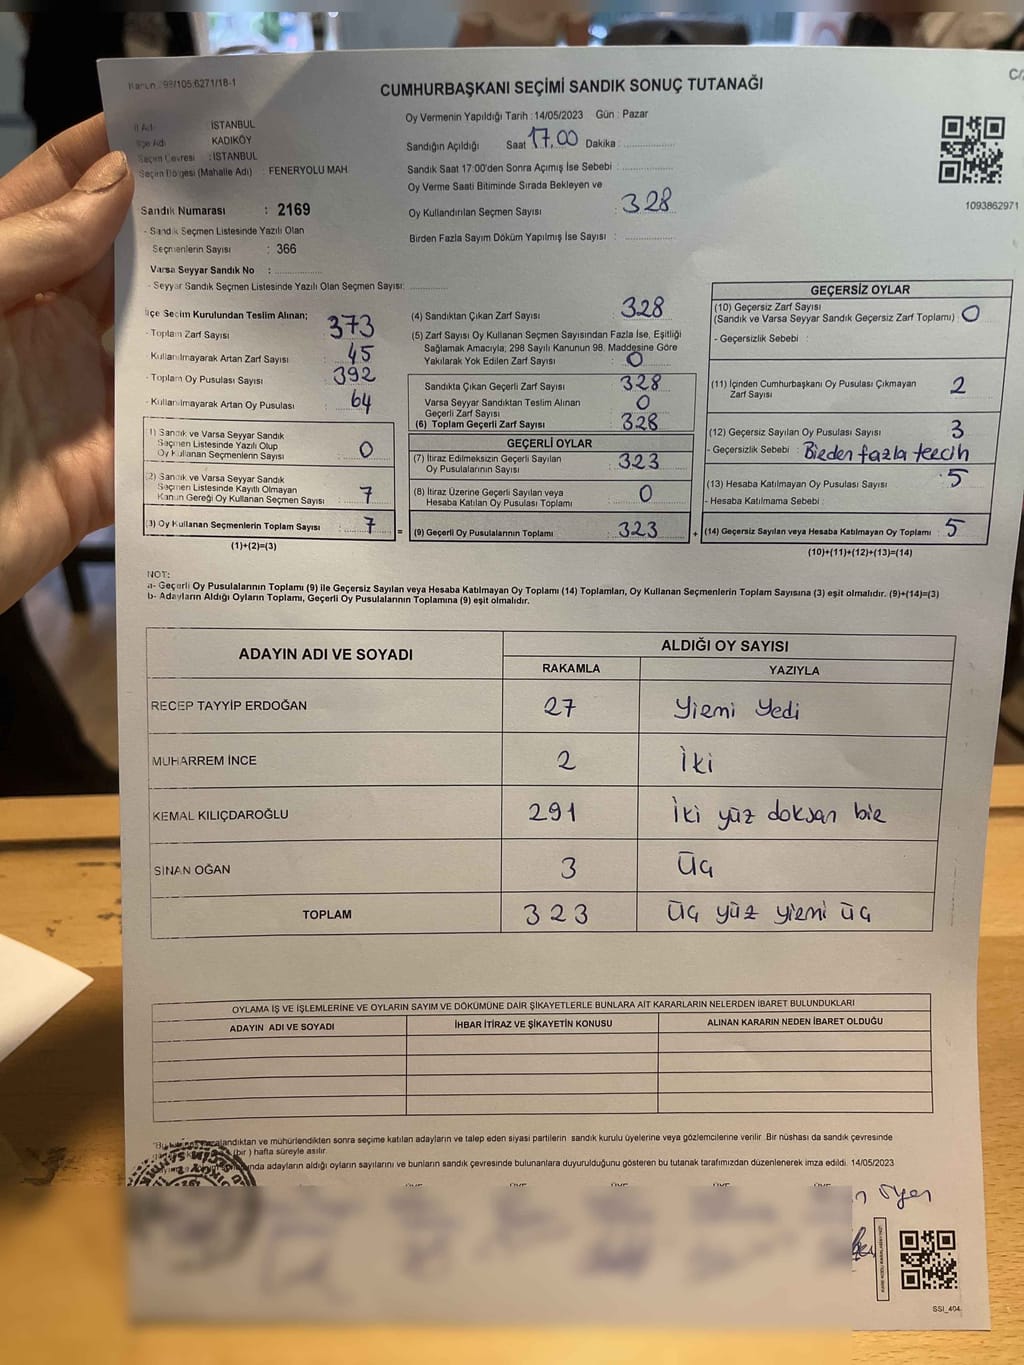 Kanun :298/105;6271/18-1
CUMHURBAŞKANI SEÇİMİ SANDIK SONUÇ TUTANAĞI
İl Adı : İSTANBUL
İlçe Adı : KADIKÖY
Seçim Çevresi : İSTANBUL
Seçim Bölgesi (Mahalle Adı) : FENERYOLU MAH
Sandık Numarası : 2169
- Sandık Seçmen Listesinde Yazılı Olan
Seçmenlerin Sayısı : 366
Varsa Seyyar Sandık No :
- Seyyar Sandık Seçmen Listesinde Yazılı Olan Seçmen Sayısı:
Oy Vermenin Yapıldığı Tarih : 14/05/2023 Gün : Pazar
Sandığın Açıldığı Saat 17.00 Dakika :
Sandık Saat 17:00'den Sonra Açımış İse Sebebi :
Oy Verme Saati Bitiminde Sırada Bekleyen ve
Oy Kullandırılan Seçmen Sayısı : 328
Birden Fazla Sayım Döküm Yapılmış İse Sayısı :
1093862971
İlçe Seçim Kurulundan Teslim Alınan;
- Toplam Zarf Sayısı : 373
- Kullanılmayarak Artan Zarf Sayısı : 45
- Toplam Oy Pusulası Sayısı : 392
- Kullanılmayarak Artan Oy Pusulası : 64
(1) Sandık ve Varsa Seyyar Sandık
Seçmen Listesinde Yazılı Olup
Oy Kullanan Seçmenlerin Sayısı : 0
(2) Sandık ve Varsa Seyyar Sandık
Seçmen Listesinde Kayıtlı Olmayan
Kanun Gereği Oy Kullanan Seçmen Sayısı : 7
(3) Oy Kullanan Seçmenlerin Toplam Sayısı : 7
(1)+(2)=(3)
(4) Sandıktan Çıkan Zarf Sayısı : 328
(5) Zarf Sayısı Oy Kullanan Seçmen Sayısından Fazla İse, Eşitliği
Sağlamak Amacıyla, 298 Sayılı Kanunun 98. Maddesine Göre
Yakılarak Yok Edilen Zarf Sayısı : 0
Sandıkta Çıkan Geçerli Zarf Sayısı : 328
Varsa Seyyar Sandıktan Teslim Alınan
Geçerli Zarf Sayısı : 0
(6) Toplam Geçerli Zarf Sayısı : 328
GEÇERLİ OYLAR
(7) İtiraz Edilmeksizin Geçerli Sayılan
Oy Pusulalarının Sayısı : 323
(8) İtiraz Üzerine Geçerli Sayılan veya
Hesaba Katılan Oy Pusulası Toplamı : 0
= (9) Geçerli Oy Pusulalarının Toplamı : 323
GEÇERSİZ OYLAR
(10) Geçersiz Zarf Sayısı
(Sandık ve Varsa Seyyar Sandık Geçersiz Zarf Toplamı) : 0
- Geçersizlik Sebebi :
(11) İçinden Cumhurbaşkanı Oy Pusulası Çıkmayan
Zarf Sayısı : 2
(12) Geçersiz Sayılan Oy Pusulası Sayısı : 3
- Geçersizlik Sebebi : Birden fazla tercih
(13) Hesaba Katılmayan Oy Pusulası Sayısı : 5
- Hesaba Katılmama Sebebi :
+ (14) Geçersiz Sayılan veya Hesaba Katılmayan Oy Toplamı : 5
(10)+(11)+(12)+(13)=(14)
NOT:
a- Geçerli Oy Pusulalarının Toplamı (9) ile Geçersiz Sayılan veya Hesaba Katılmayan Oy Toplamı (14) Toplamları, Oy Kullanan Seçmenlerin Toplam Sayısına (3) eşit olmalıdır. (9)+(14)=(3)
b- Adayların Aldığı Oyların Toplamı, Geçerli Oy Pusulalarının Toplamına (9) eşit olmalıdır.
ADAYIN ADI VE SOYADI
ALDIĞI OY SAYISI
RAKAMLA YAZIYLA
RECEP TAYYİP ERDOĞAN 27 Yirmi Yedi
MUHARREM İNCE 2 İki
KEMAL KILIÇDAROĞLU 291 İki yüz doksan bir
SİNAN OĞAN 3 Üç
TOPLAM 323 Üç yüz yirmi üç
OYLAMA İŞ VE İŞLEMLERİNE VE OYLARIN SAYIM VE DÖKÜMÜNE DAİR ŞİKAYETLERLE BUNLARA AİT KARARLARIN NELERDEN İBARET BULUNDUKLARI
ADAYIN ADI VE SOYADI İHBAR İTİRAZ VE ŞİKAYETİN KONUSU ALINAN KARARIN NEDEN İBARET OLDUĞU
ve mühürlendikten sonra seçime katılan adayların ve talep eden siyasi partilerin sandık kurulu üyelerine veya gözlemcilerine verilir. Bir nüshası da sandık çevresinde
(bir) hafta süreyle asılır.
adayların aldığı oyların sayılarını ve bunların sandık çevresinde bulunanlara duyurulduğunu gösteren bu tutanak tarafımızdan düzenlenerek imza edildi. 14/05/2023
SSI_404